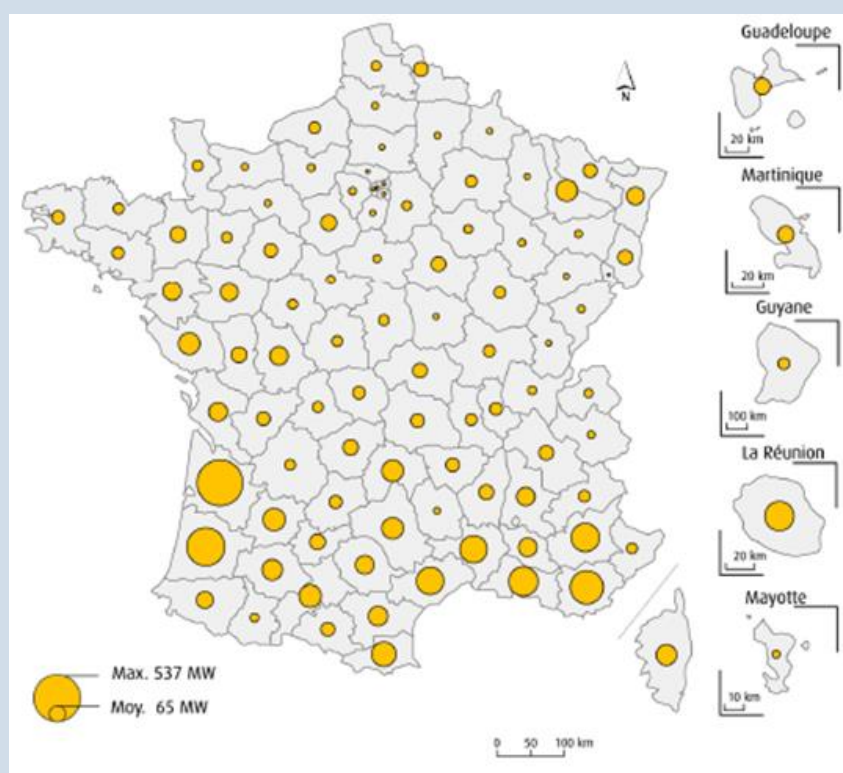 Guadeloupe
N
20 km
Martinique
20 km
Guyane
100 km
La Réunion
20 km
Mayotte
10 km
Max. 537 MW
Moy. 65 MW
0 50 100 km